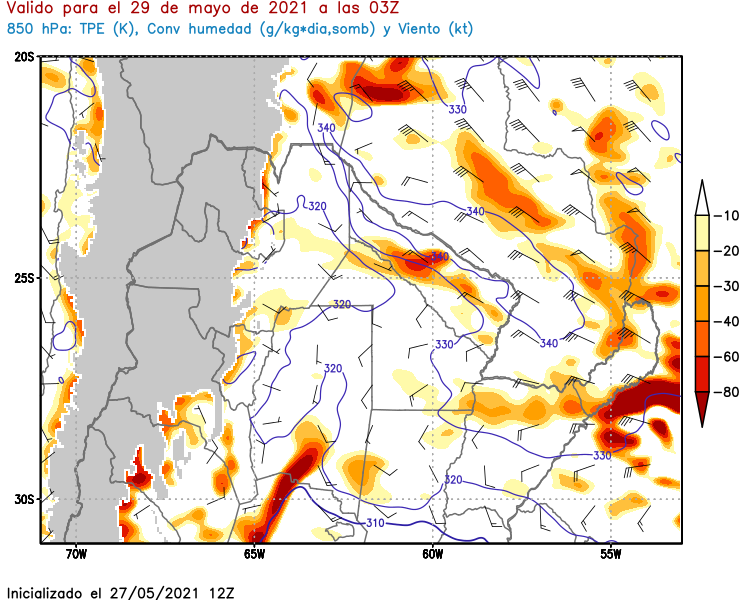 Valido para el 29 de mayo de 2021 a las 03Z
850 hPa: TPE (K), Conv humedad (g/kg*dia,somb) y Viento (kt)
20S
330
340
-10
320
340
-20
340
25S
-30
320
340
-40
330
340
-60
320
-80
330
320
30S
310
70W 65W 60W 55W
Inicializado el 27/05/2021 12Z